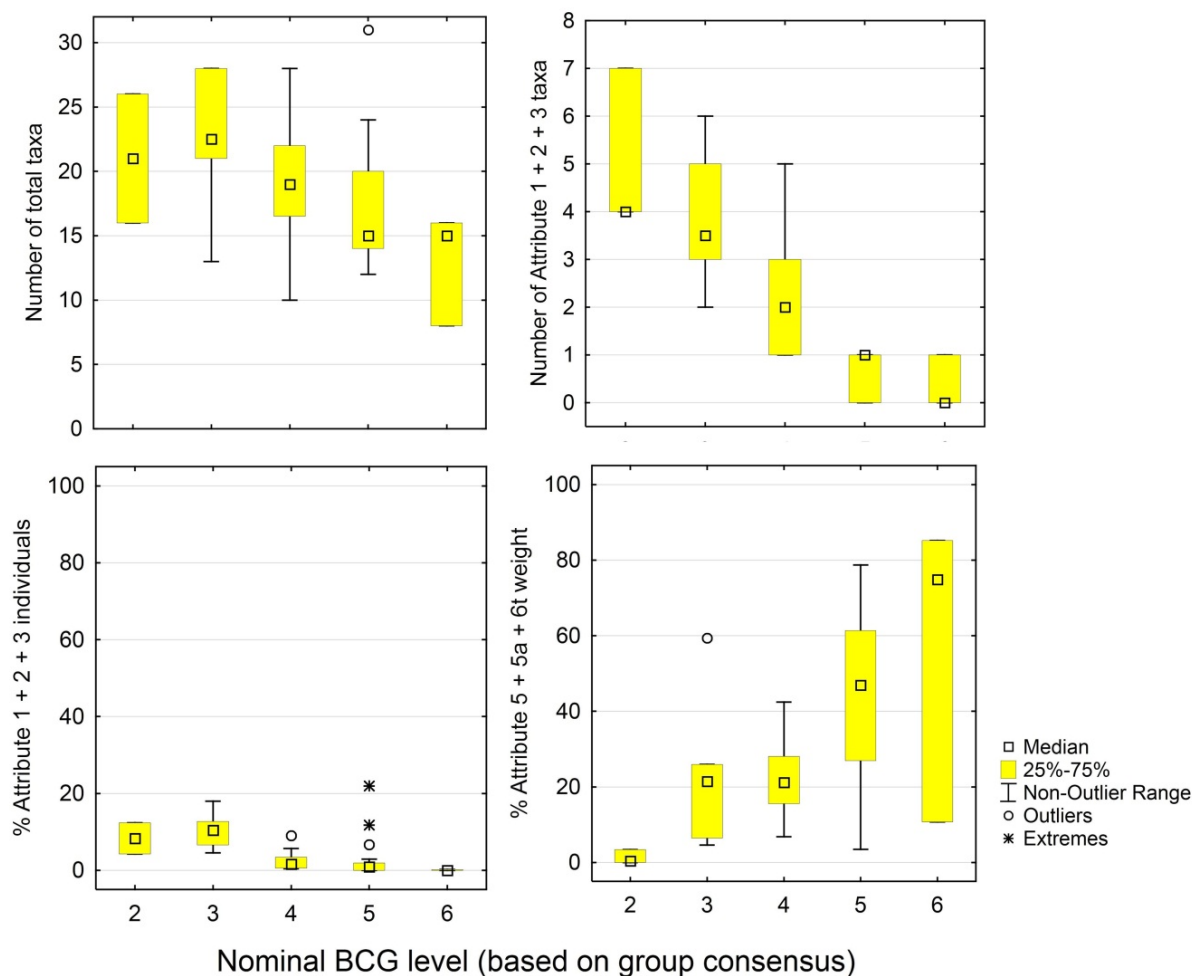 Number of total taxa
30
25
20
15
10
5
0
Number of Attribute 1 + 2 + 3 taxa
8
7
6
5
4
3
2
1
0
% Attribute 1 + 2 + 3 individuals
100
80
60
40
20
0
2 3 4 5 6
% Attribute 5 + 5a + 6t weight
100
80
60
40
20
0
2 3 4 5 6
Median
25%-75%
Non-Outlier Range
Outliers
Extremes
Nominal BCG level (based on group consensus)